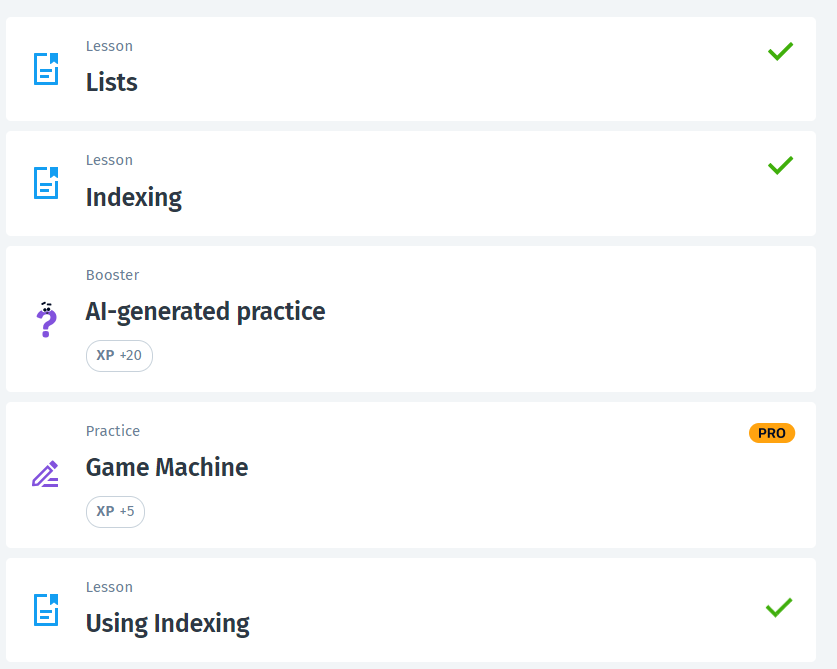 Lesson
Lists
Lesson
Indexing
Booster
AI-generated practice
XP +20
Practice
PRO
Game Machine
XP +5
Lesson
Using Indexing